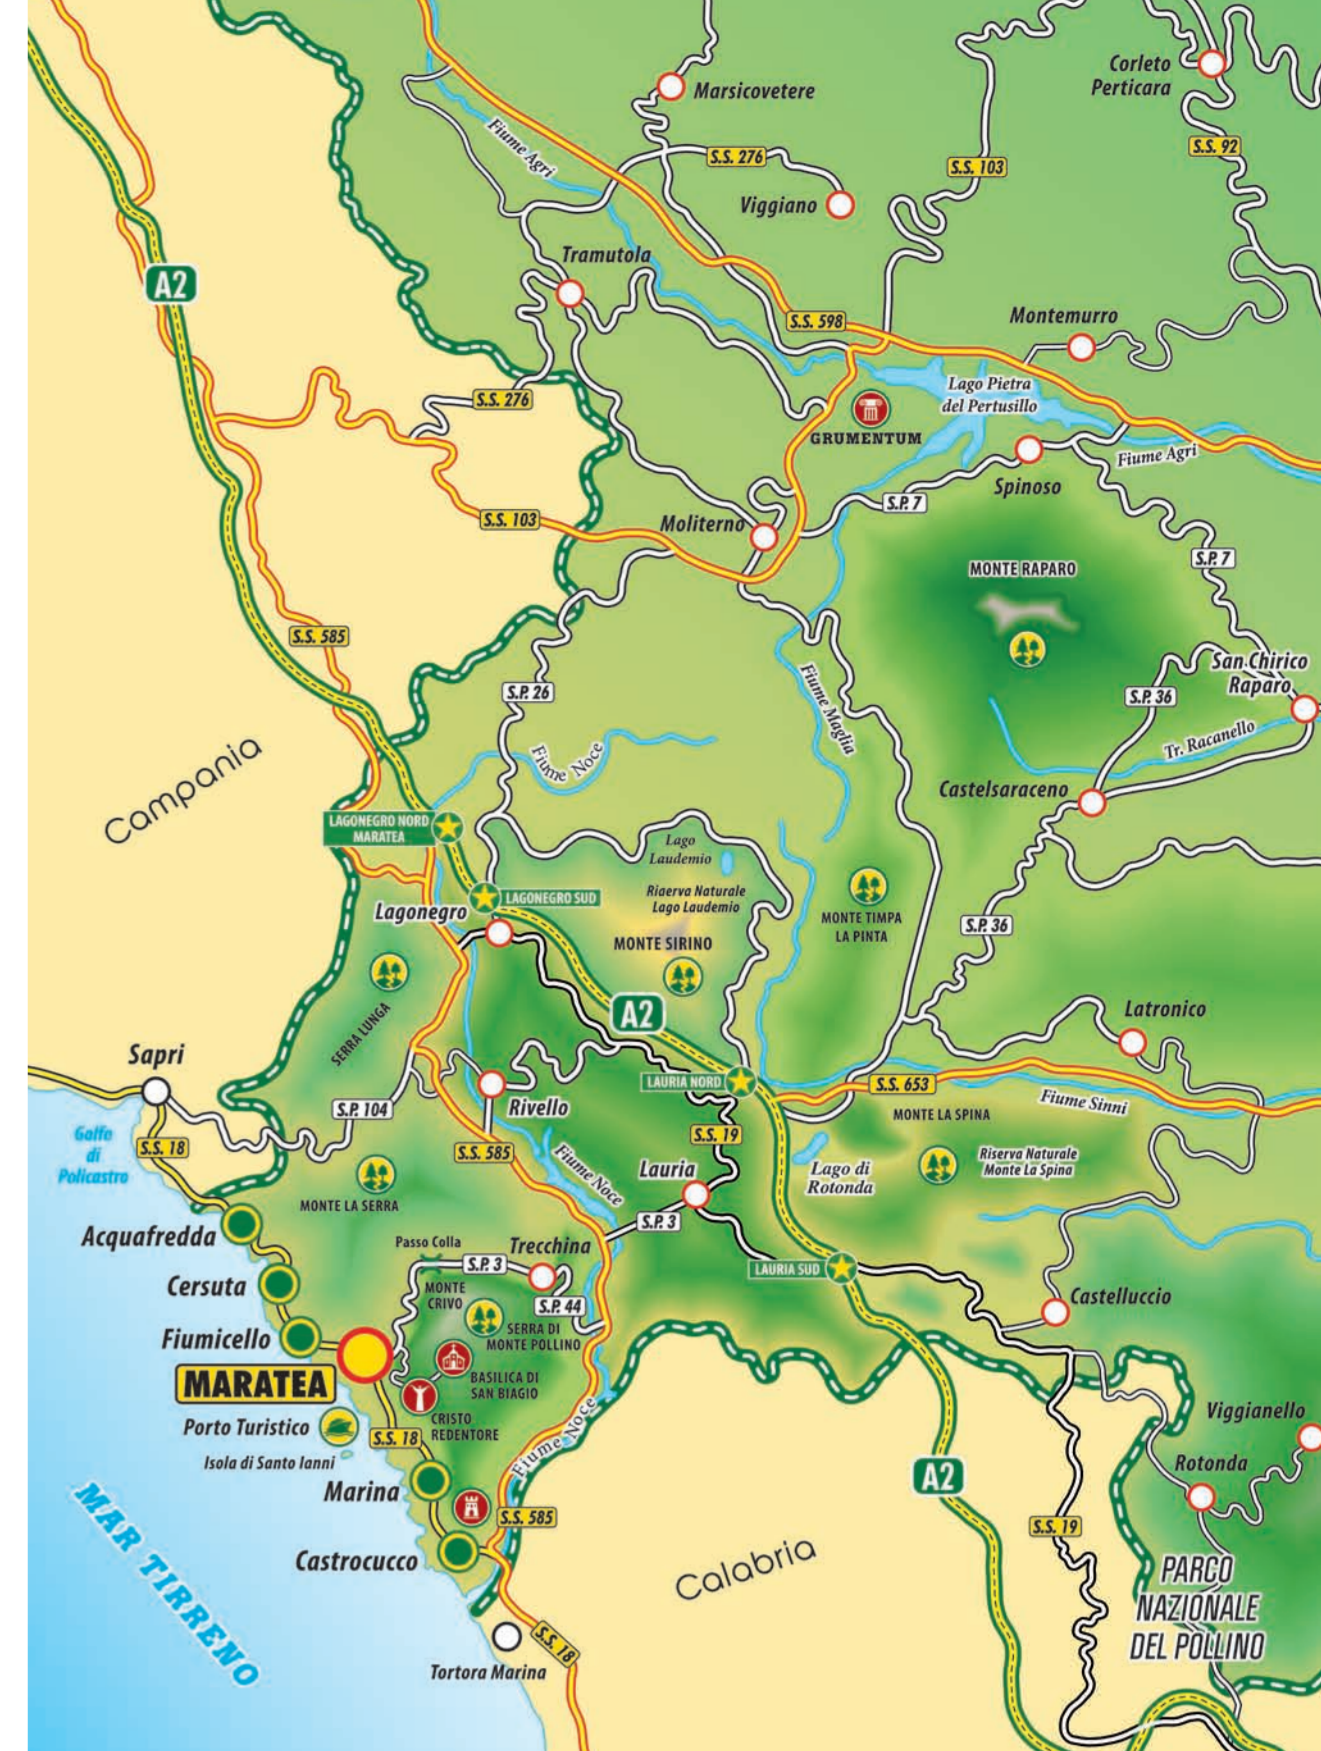 Corleto
Perticara
Marsicovetere
Fiume Agri
S.S. 276
S.S. 103
S.S. 92
Viggiano
Tramutola
A2
S.S. 598
Montemurro
Lago Pietra
del Pertusillo
S.S. 276
GRUMENTUM
Fiume Agri
Spinoso
S.P. 7
S.S. 103
Moliterno
S.P. 7
MONTE RAPARO
S.S. 585
San Chirico
Raparo
S.P. 26
S.P. 36
Fiume Maglia
Tr. Racanello
Fiume Noce
Campania
Castelsaraceno
LAGONEGRO NORD
MARATEA
Lago
Laudemio
LAGONEGRO SUD
Riaerva Naturale
Lago Laudemio
Lagonegro
MONTE TIMPA
LA PINTA
S.P. 36
MONTE SIRINO
A2
Latronico
SERRA LUNGA
Sapri
LAURIA NORD
S.S. 653
Rivello
S.P. 104
MONTE LA SPINA
Fiume Sinni
Golfo
di
Policastro
S.S. 18
S.S. 585
S.S. 19
Riserva Naturale
Monte La Spina
Fiume Noce
Lauria
Lago di
Rotonda
MONTE LA SERRA
S.P. 3
Acquafredda
Passo Colla
Trecchina
S.P. 3
LAURIA SUD
Cersuta
MONTE
CRIVO
S.P. 44
Castelluccio
Fiumicello
SERRA DI
MONTE POLLINO
MARATEA
BASILICA DI
SAN BIAGIO
Porto Turistico
CRISTO
REDENTORE
S.S. 18
Viggianello
Isola di Santo Ianni
Fiume Noce
Rotonda
A2
Marina
MAR TIRRENO
S.S. 585
S.S. 19
Castrocucco
Calabria
PARCO
NAZIONALE
DEL POLLINO
S.S. 18
Tortora Marina